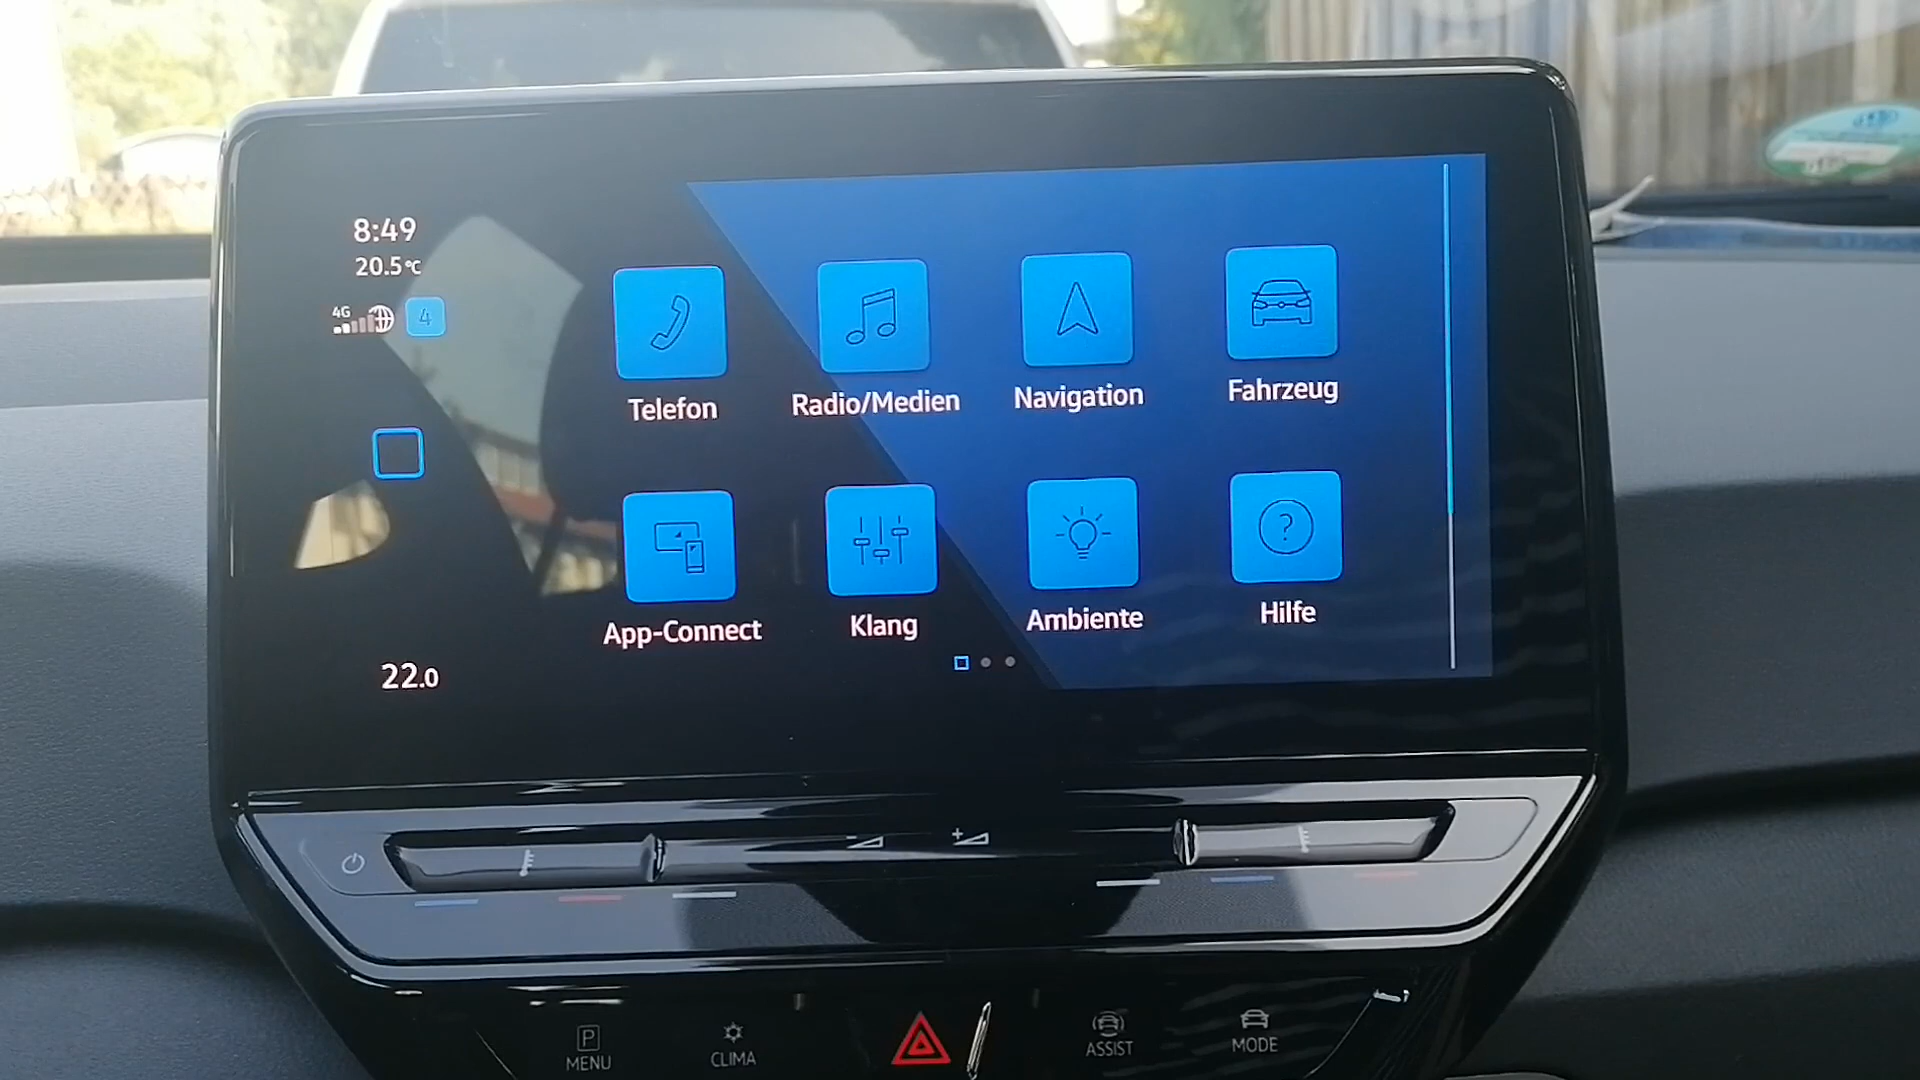 8:49
20.5°C
4G
4
Telefon
Radio/Medien
Navigation
Fahrzeug
App-Connect
Klang
Ambiente
?
Hilfe
22.0
P
MENU
CLIMA
ASSIST
MODE